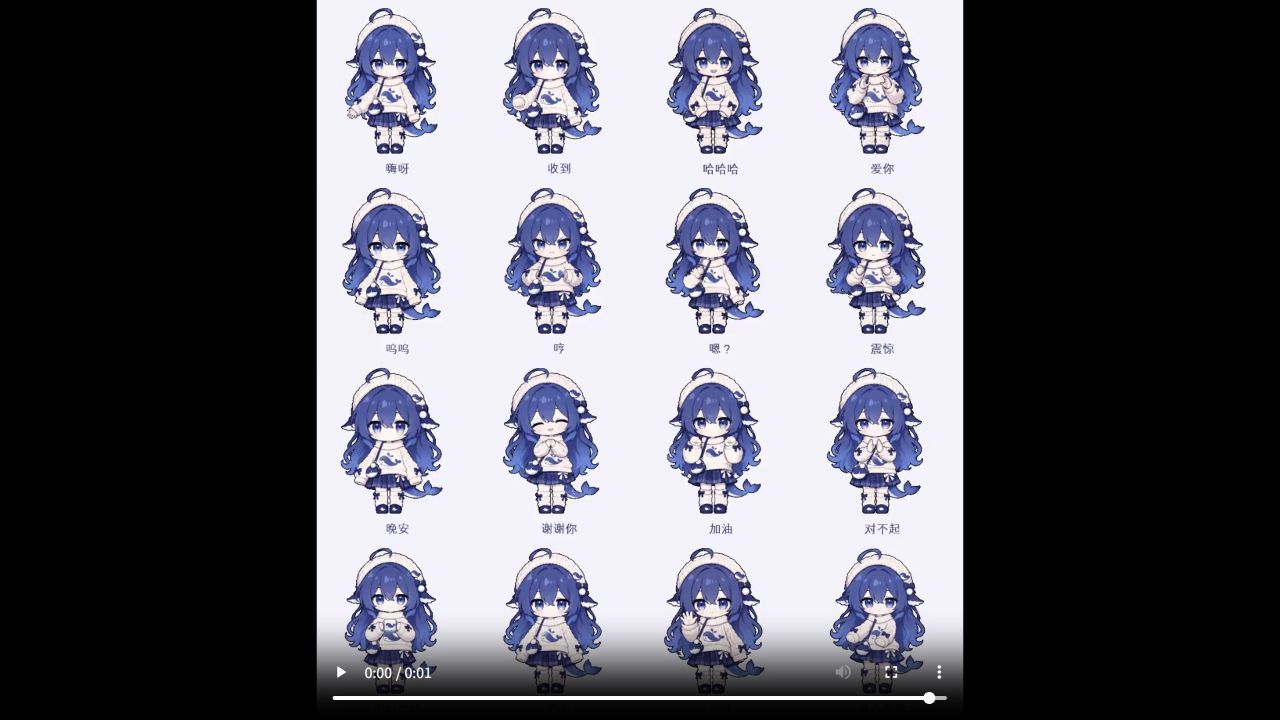 嗨呀 收到 哈哈哈 爱你
呜呜 哼 嗯？ 震惊
晚安 谢谢你 加油 对不起
0:00 / 0:01